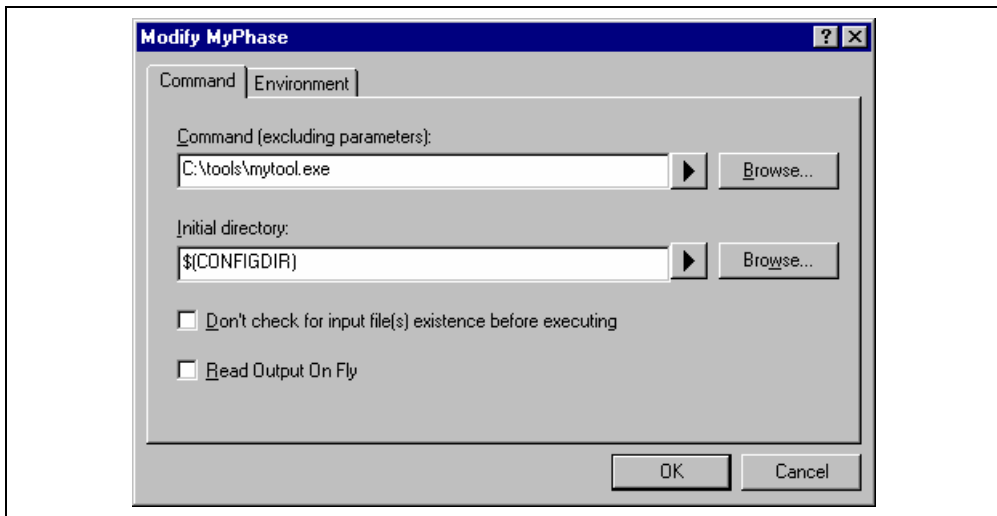 Modify MyPhase
Command Environment
Command (excluding parameters):
C:\tools\mytool.exe Browse...
Initial directory:
$(CONFIGDIR) Browse...
Don't check for input file(s) existence before executing
Read Output On Fly
OK Cancel